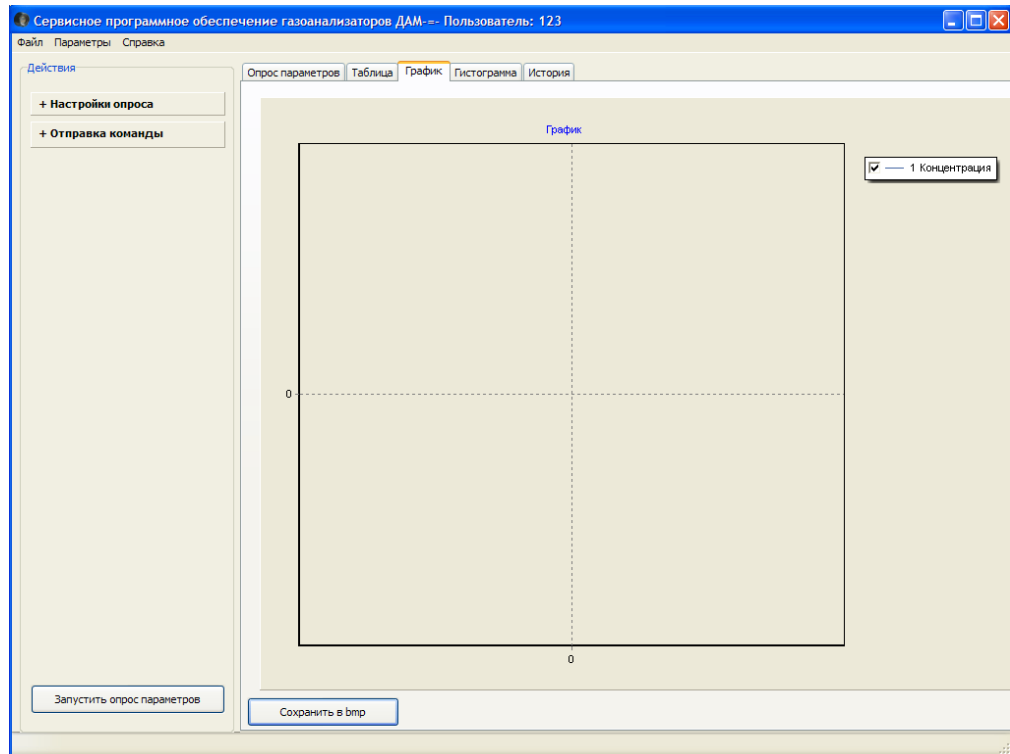 Сервисное программное обеспечение газоанализаторов ДАМ-=- Пользователь: 123
Файл Параметры Справка
Действия
+ Настройки опроса
+ Отправка команды
Запустить опрос параметров
Опрос параметров Таблица График Гистограмма История
График
1 Концентрация
0
0
Сохранить в bmp